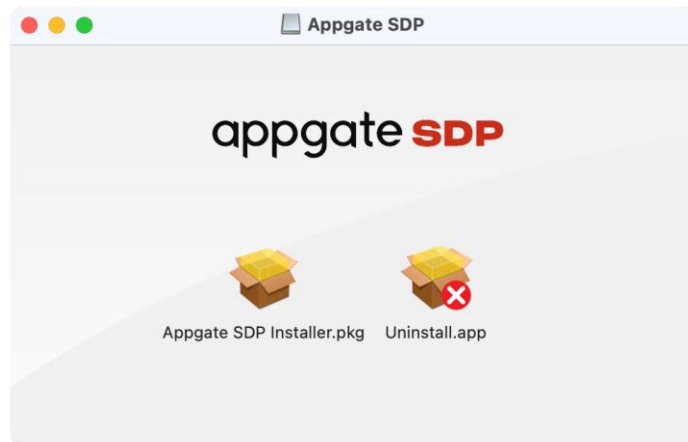 Appgate SDP
appgate SDP
Appgate SDP Installer.pkg
Uninstall.app